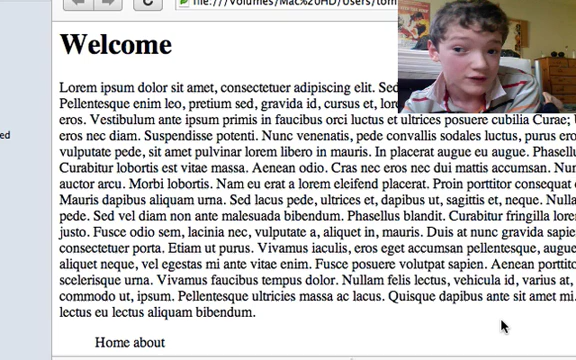 file:///Volumes/Mac%20HD/Users/tom
Welcome
Lorem ipsum dolor sit amet, consectetuer adipiscing elit. Sed
Pellentesque enim leo, pretium sed, gravida id, cursus et,
eros. Vestibulum ante ipsum primis in faucibus orci luctus et ultrices posuere cubilia Curae;
eros nec diam. Suspendisse potenti. Nunc venenatis, pede convallis sodales luctus, purus
vulputate pede, sit amet pulvinar lorem libero in mauris. In placerat augue eu augue.
Curabitur lobortis est vitae massa. Aenean odio. Cras nec eros nec dui mattis accumsan.
auctor arcu. Morbi lobortis. Nam eu erat a lorem eleifend placerat. Proin porttitor consequat
Mauris dapibus aliquam urna. Sed lacus pede, ultrices et, dapibus ut, sagittis et, neque.
pede. Sed vel diam non ante malesuada bibendum. Phasellus blandit. Curabitur fringilla
justo. Fusce odio sem, lacinia nec, vulputate a, aliquet in, mauris. Duis at nunc gravida
consectetuer porta. Etiam ut purus. Vivamus iaculis, eros eget accumsan pellentesque,
aliquet neque, vel egestas mi ante vitae enim. Fusce posuere volutpat sapien. Aenean
scelerisque urna. Vivamus faucibus tempus dolor. Nullam felis lectus, vehicula id, varius at,
commodo ut, ipsum. Pellentesque ultricies massa ac lacus. Quisque dapibus ante sit amet mi.
lectus eu lectus aliquam bibendum.
Home about